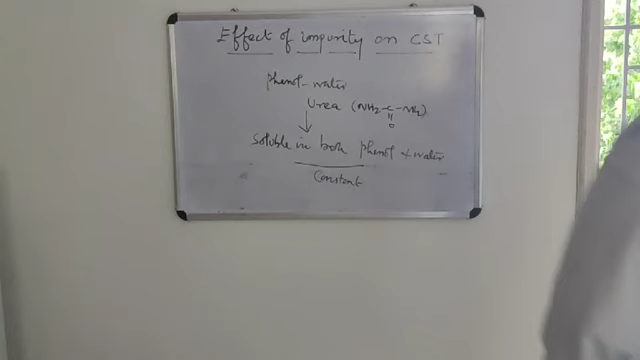 Effect of impurity on CST
phenol-water
Urea (NH2-C-NH2)
||
O
Soluble in both phenol & water
Constant